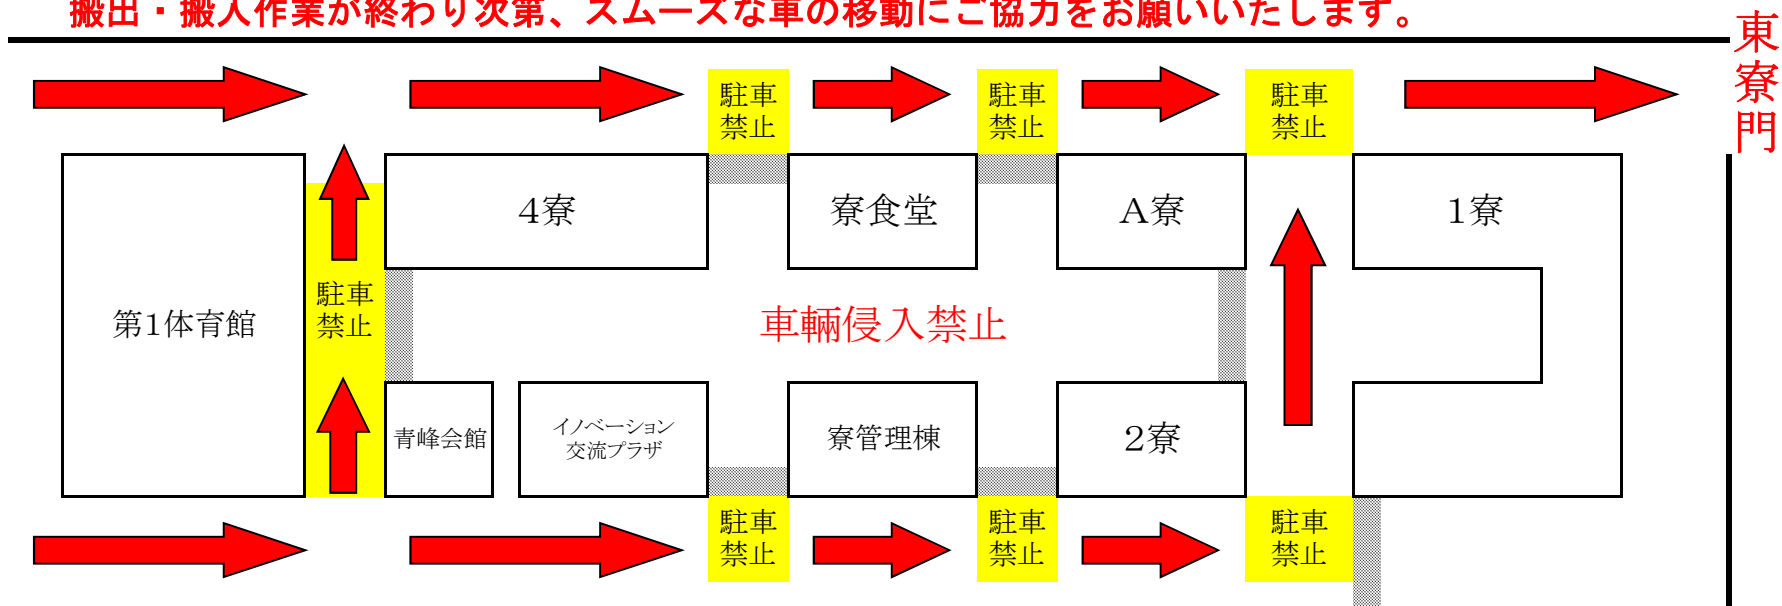 搬出・搬入作業が終わり次第、スムーズな車の移動にご協力をお願いいたします。
東寮門
駐車
禁止
駐車
禁止
駐車
禁止
4寮
寮食堂
A寮
1寮
第1体育館
駐車
禁止
車輛侵入禁止
青峰会館
イノベーション
交流プラザ
寮管理棟
2寮
駐車
禁止
駐車
禁止
駐車
禁止